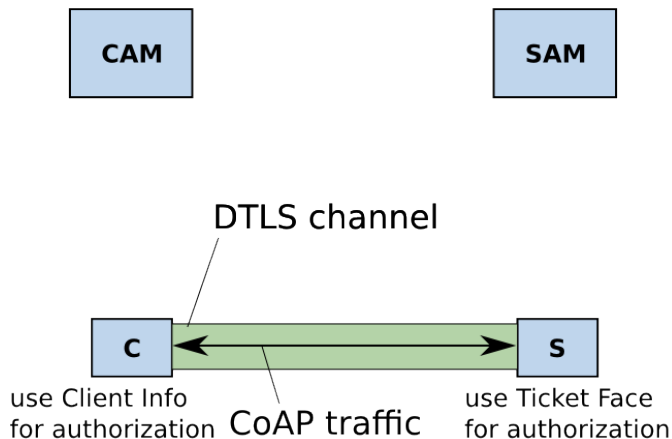 CAM
SAM
DTLS channel
C
S
use Client Info
for authorization
use Ticket Face
for authorization
CoAP traffic